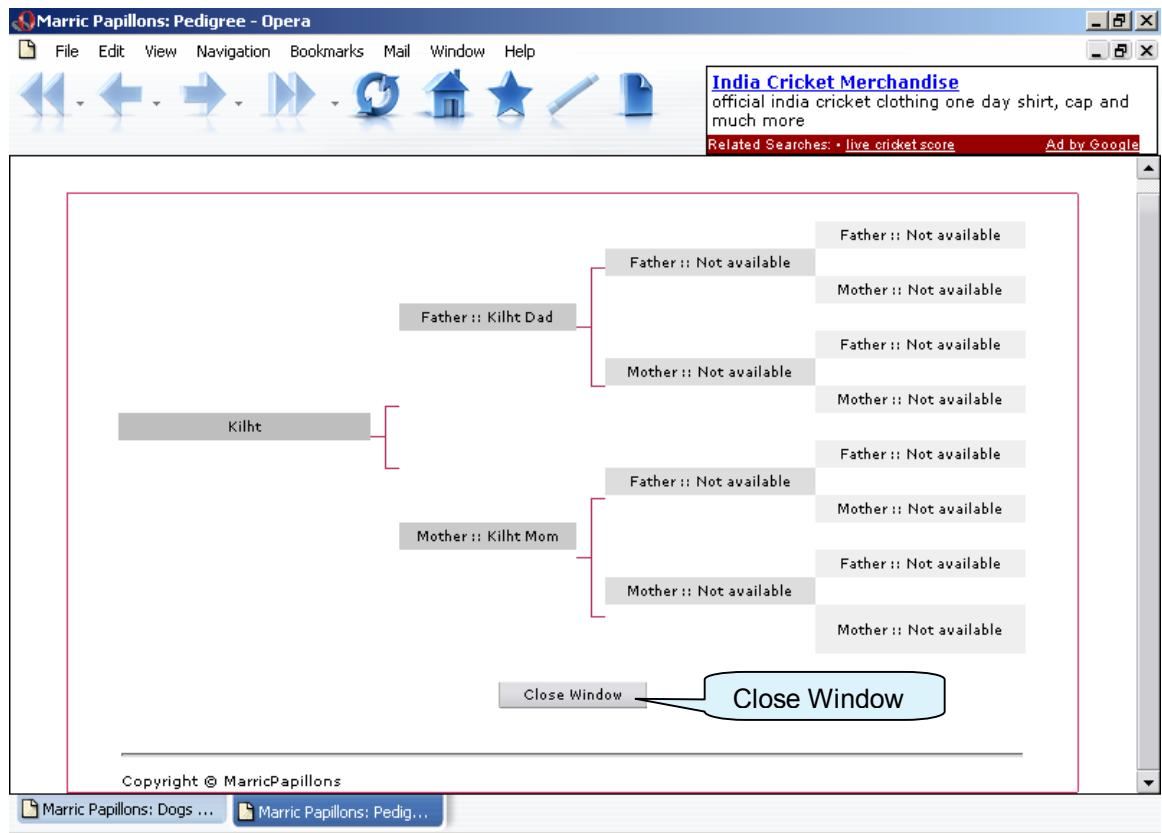 Marric Papillons: Pedigree - Opera
File Edit View Navigation Bookmarks Mail Window Help
India Cricket Merchandise
official india cricket clothing one day shirt, cap and
much more
Related Searches: • live cricket score Ad by Google
Father :: Not available
Father :: Not available
Mother :: Not available
Father :: Kilht Dad
Father :: Not available
Mother :: Not available
Mother :: Not available
Kilht
Father :: Not available
Father :: Not available
Mother :: Not available
Mother :: Kilht Mom
Father :: Not available
Mother :: Not available
Mother :: Not available
Close Window
Close Window
Copyright © MarricPapillons
Marric Papillons: Dogs ... Marric Papillons: Pedig...